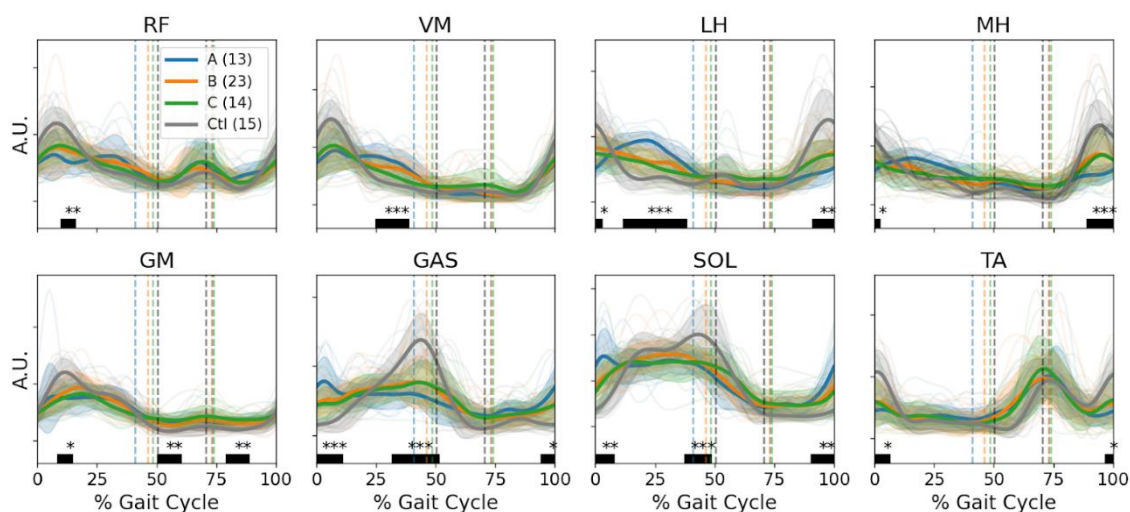 RF VM LH MH
A (13)
B (23)
C (14)
Ctl (15)
A.U.
** *** * *** ** * ***
GM GAS SOL TA
A.U.
* ** ** *** *** * ** *** ** * *
0 25 50 75 100 0 25 50 75 100 0 25 50 75 100 0 25 50 75 100
% Gait Cycle % Gait Cycle % Gait Cycle % Gait Cycle